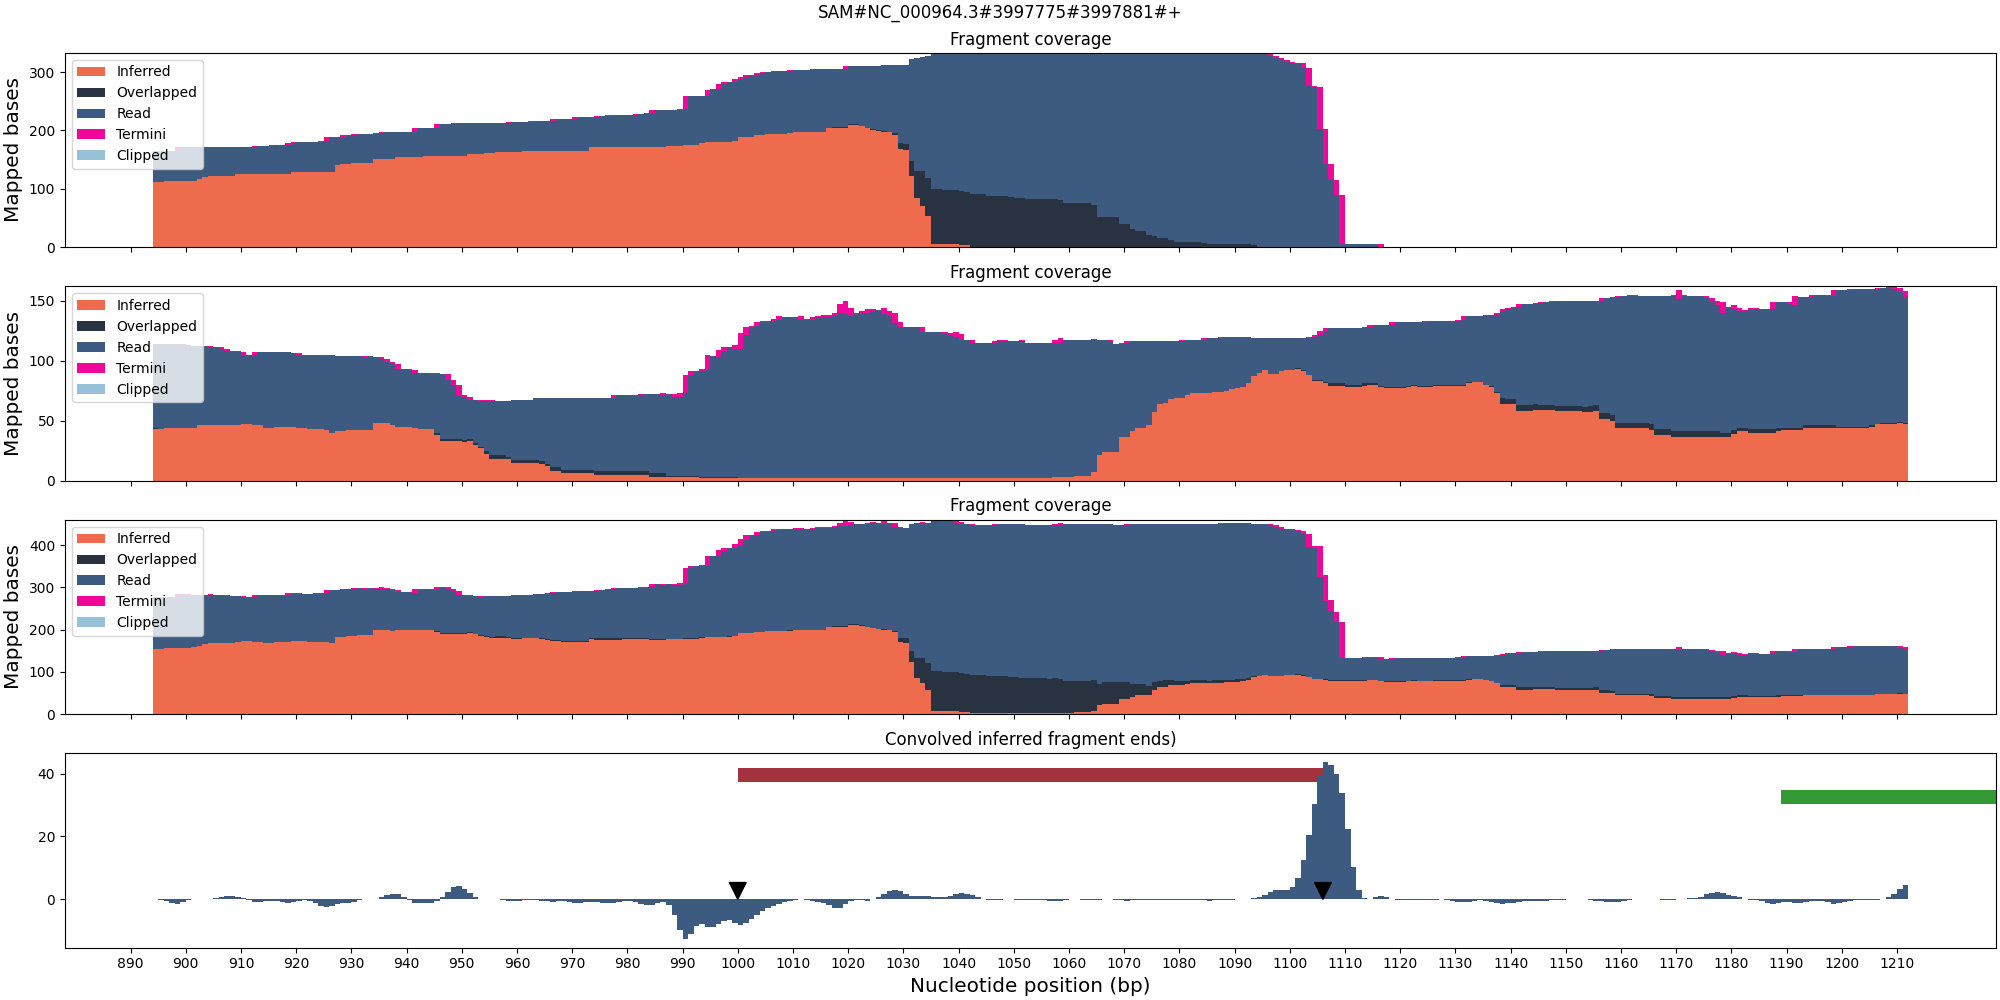 SAM#NC_000964.3#3997775#3997881#+
Fragment coverage
Mapped bases
300
200
100
0
Inferred
Overlapped
Read
Termini
Clipped
Fragment coverage
Mapped bases
150
100
50
0
Inferred
Overlapped
Read
Termini
Clipped
Fragment coverage
Mapped bases
400
300
200
100
0
Inferred
Overlapped
Read
Termini
Clipped
Convolved inferred fragment ends)
40
20
0
890 900 910 920 930 940 950 960 970 980 990 1000 1010 1020 1030 1040 1050 1060 1070 1080 1090 1100 1110 1120 1130 1140 1150 1160 1170 1180 1190 1200 1210
Nucleotide position (bp)